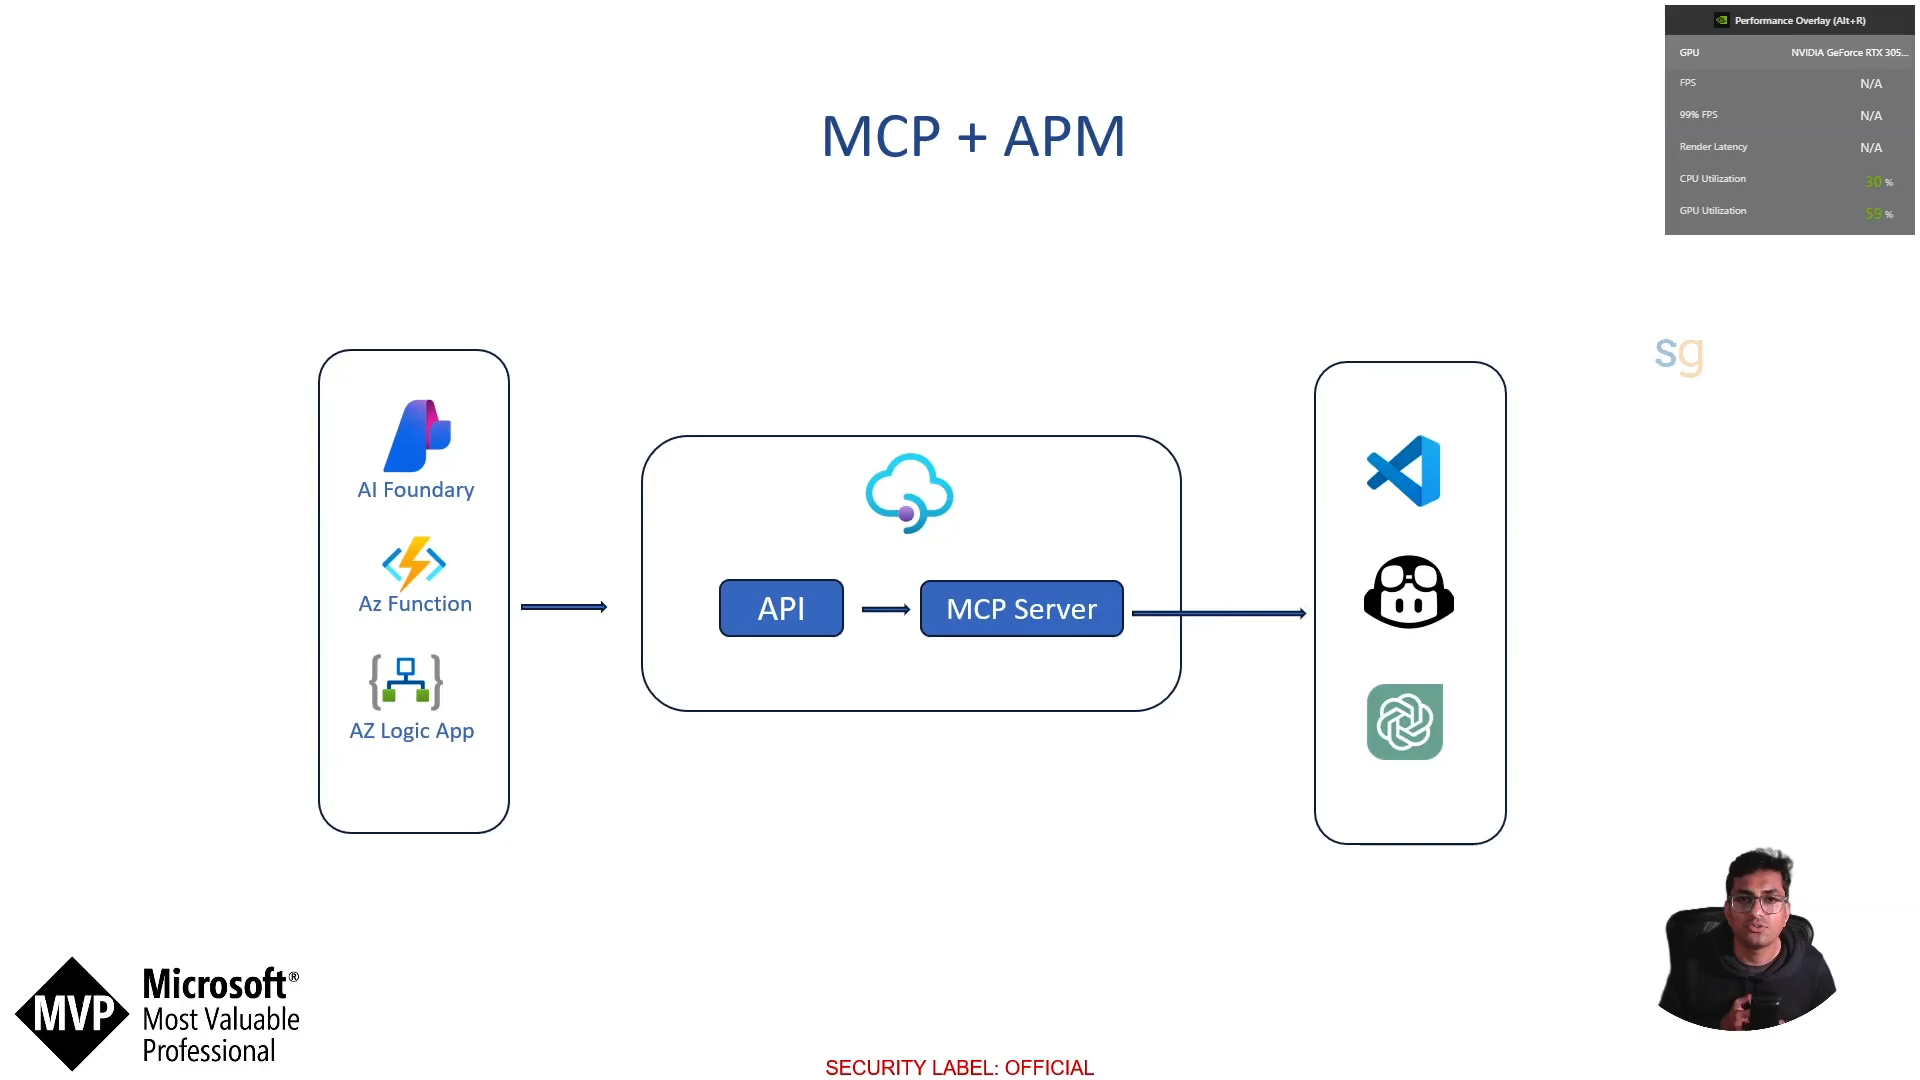 Performance Overlay (Alt+R)
GPU NVIDIA GeForce RTX 305...
FPS N/A
99% FPS N/A
Render Latency N/A
CPU Utilization 30 %
GPU Utilization 59 %
MCP + APM
sg
AI Foundary
Az Function
AZ Logic App
API
MCP Server
MVP
Microsoft®
Most Valuable
Professional
SECURITY LABEL: OFFICIAL